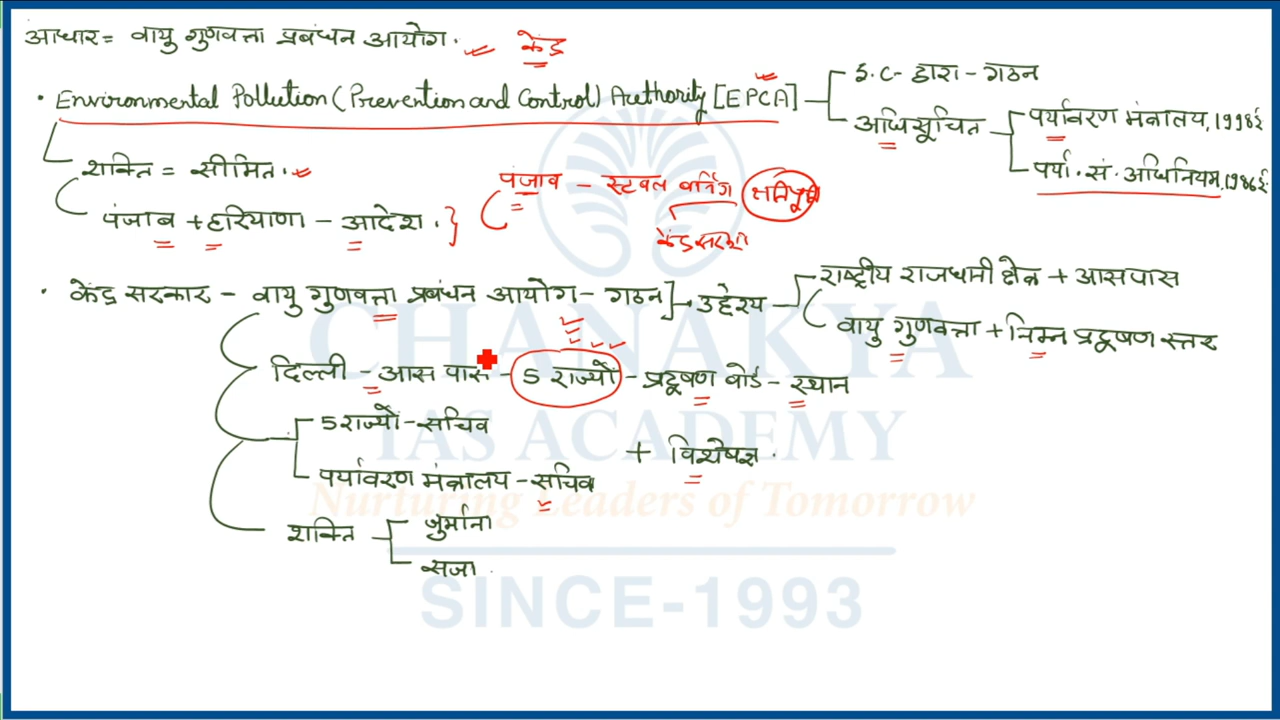 आधार = वायु गुणवत्ता प्रबंधन आयोग. केंद्र
• Environmental Pollution (Prevention and Control) Authority [EPCA]
S.C- द्वारा - गठन
अधिसूचित
पर्यावरण मंत्रालय, 1998ई
पर्या. सं. अधिनियम, 1986ई.
शक्ति = सीमित.
पंजाब - स्टबल बर्निंग क्षतिपूर्ति
केंद्र सरकार
पंजाब + हरियाणा - आदेश.
• केंद्र सरकार - वायु गुणवत्ता प्रबंधन आयोग - गठन] → उद्देश्य
राष्ट्रीय राजधानी क्षेत्र + आसपास
वायु गुणवत्ता + निम्न प्रदूषण स्तर
दिल्ली - आस पास - 5 राज्यों - प्रदूषण बोर्ड - स्थान
5 राज्यों - सचिव
पर्यावरण मंत्रालय - सचिव
+ विशेषज्ञ.
शक्ति
जुर्माना
सजा
CHANAKYA
IAS ACADEMY
Nurturing Leaders of Tomorrow
SINCE-1993